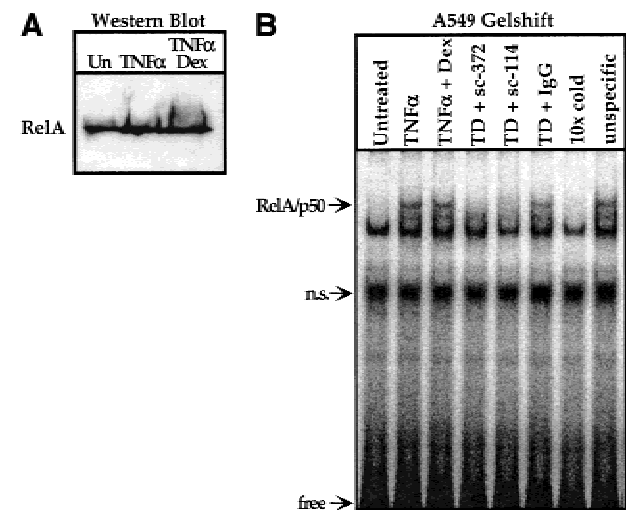 A
Western Blot
TNFα
Un TNFα Dex
RelA
B
A549 Gelshift
Untreated
TNFα
TNFα + Dex
TD + sc-372
TD + sc-114
TD + IgG
10x cold
unspecific
RelA/p50
n.s.
free